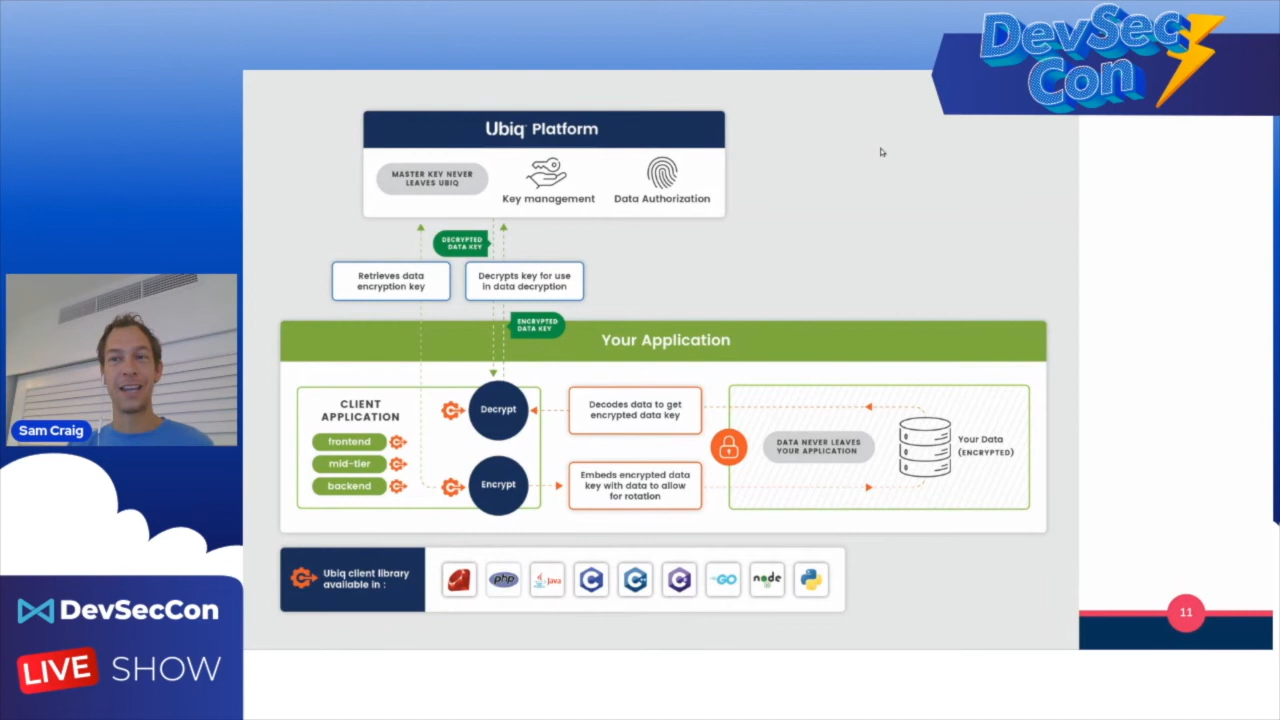 DevSec
Con
Ubiq Platform
MASTER KEY NEVER
LEAVES UBIQ
Key management
Data Authorization
DECRYPTED
DATA KEY
Retrieves data
encryption key
Decrypts key for use
in data decryption
ENCRYPTED
DATA KEY
Your Application
CLIENT
APPLICATION
frontend
mid-tier
backend
Decrypt
Encrypt
Decodes data to get
encrypted data key
Embeds encrypted data
key with data to allow
for rotation
DATA NEVER LEAVES
YOUR APPLICATION
Your Data
(ENCRYPTED)
Sam Craig
Ubiq client library
available in :
php
Java
C
C++
C#
GO
node
11
DevSecCon
LIVE SHOW